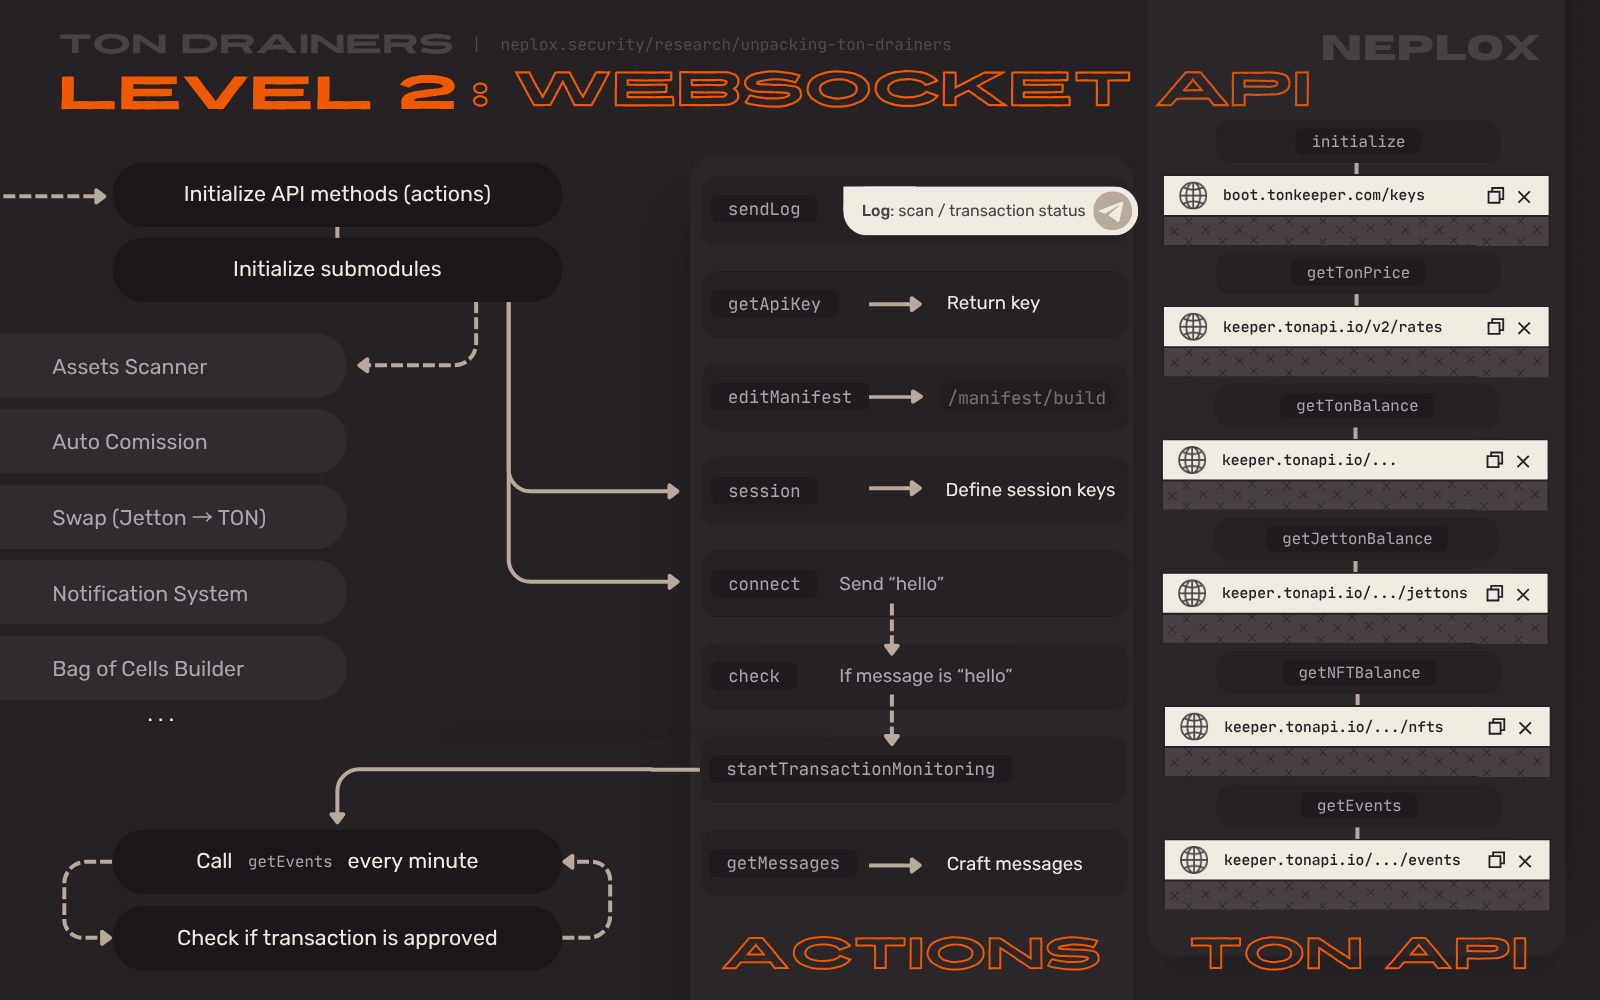 TON DRAINERS | neplox.security/research/unpacking-ton-drainers
NEPLOX
LEVEL 2: WEBSOCKET API
Initialize API methods (actions)
Initialize submodules
Assets Scanner
Auto Comission
Swap (Jetton → TON)
Notification System
Bag of Cells Builder
...
Call getEvents every minute
Check if transaction is approved
sendLog
Log: scan / transaction status
getApiKey
Return key
editManifest
/manifest/build
session
Define session keys
connect
Send “hello”
check
If message is “hello”
startTransactionMonitoring
getMessages
Craft messages
ACTIONS
initialize
boot.tonkeeper.com/keys
getTonPrice
keeper.tonapi.io/v2/rates
getTonBalance
keeper.tonapi.io/...
getJettonBalance
keeper.tonapi.io/.../jettons
getNFTBalance
keeper.tonapi.io/.../nfts
getEvents
keeper.tonapi.io/.../events
TON API